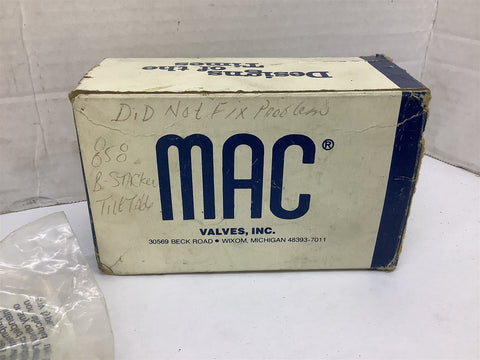 Designs
of the
Times
DiD Not Fix Problem
858
B-STACKer
Tilt Table
MAC®
VALVES, INC.
30569 BECK ROAD • WIXOM, MICHIGAN 48393-7011